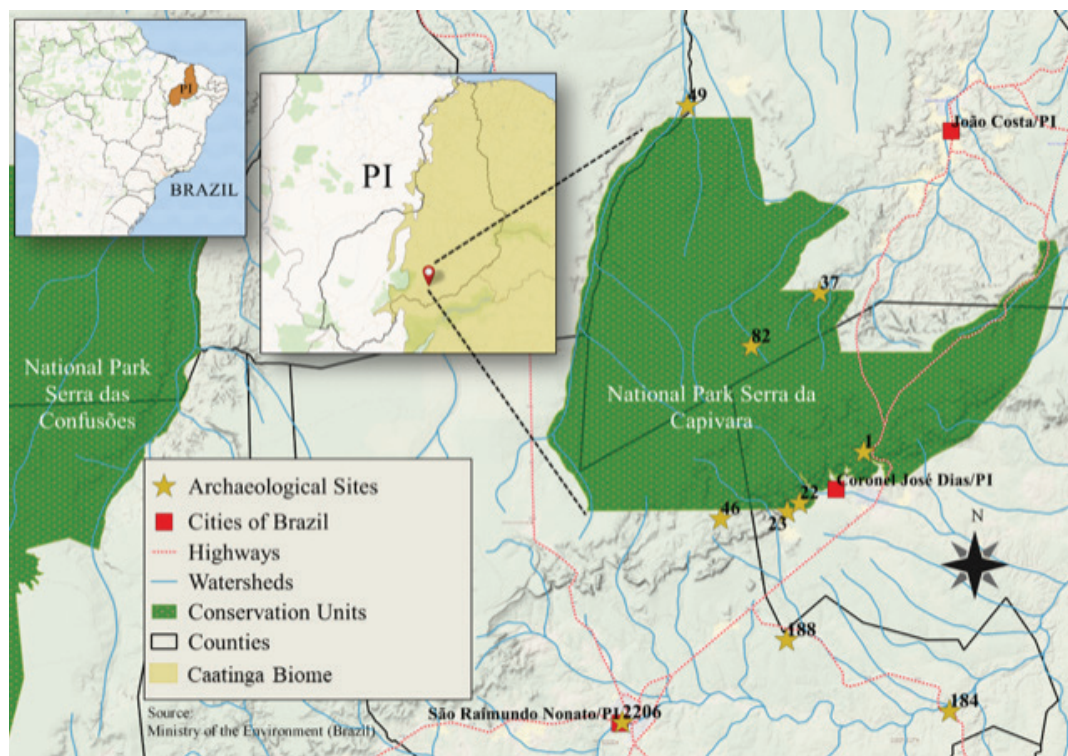 PI
BRAZIL
PI
49
João Costa/PI
37
82
National Park
Serra das
Confusões
National Park Serra da
Capivara
1
Coronel José Dias/PI
22
23
46
N
188
184
São Raimundo Nonato/PI
2206
Archaeological Sites
Cities of Brazil
Highways
Watersheds
Conservation Units
Counties
Caatinga Biome
Source:
Ministry of the Environment (Brazil)